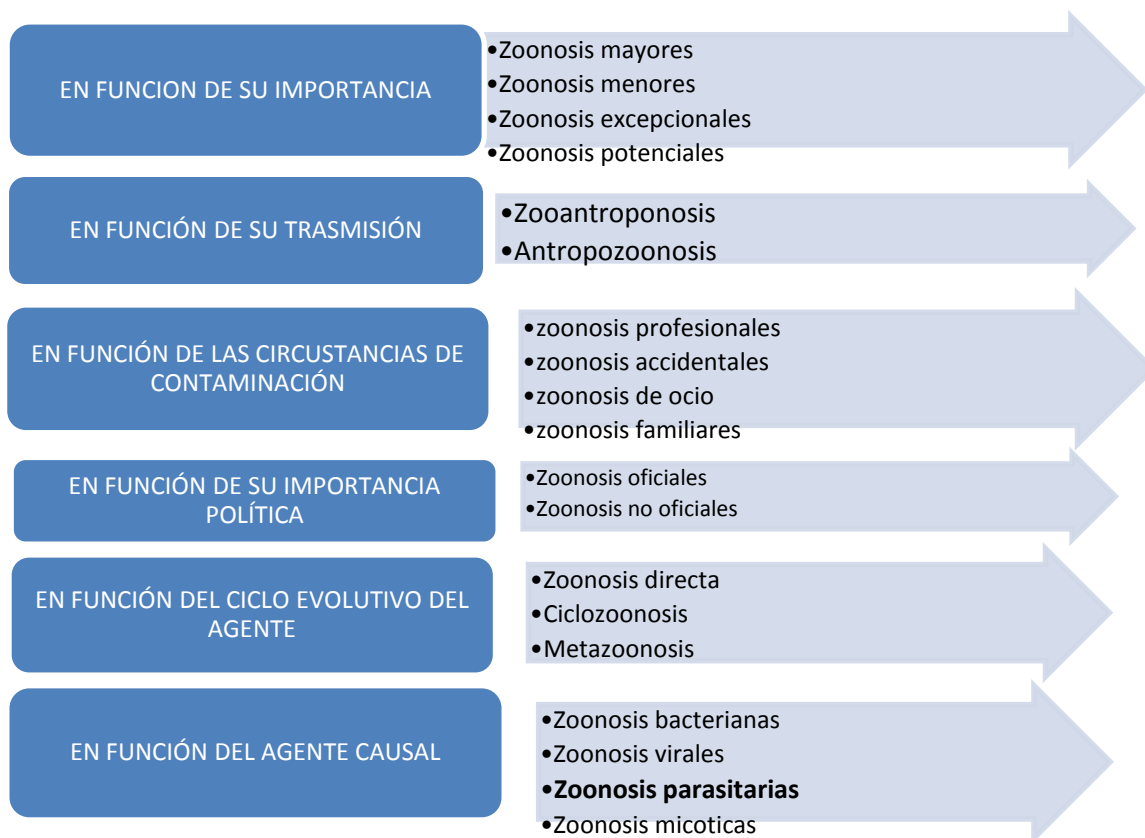 EN FUNCION DE SU IMPORTANCIA
•Zoonosis mayores
•Zoonosis menores
•Zoonosis excepcionales
•Zoonosis potenciales
EN FUNCIÓN DE SU TRASMISIÓN
•Zooantroponosis
•Antropozoonosis
EN FUNCIÓN DE LAS CIRCUSTANCIAS DE
CONTAMINACIÓN
•zoonosis profesionales
•zoonosis accidentales
•zoonosis de ocio
•zoonosis familiares
EN FUNCIÓN DE SU IMPORTANCIA
POLÍTICA
•Zoonosis oficiales
•Zoonosis no oficiales
EN FUNCIÓN DEL CICLO EVOLUTIVO DEL
AGENTE
•Zoonosis directa
•Ciclozoonosis
•Metazoonosis
EN FUNCIÓN DEL AGENTE CAUSAL
•Zoonosis bacterianas
•Zoonosis virales
•Zoonosis parasitarias
•Zoonosis micoticas